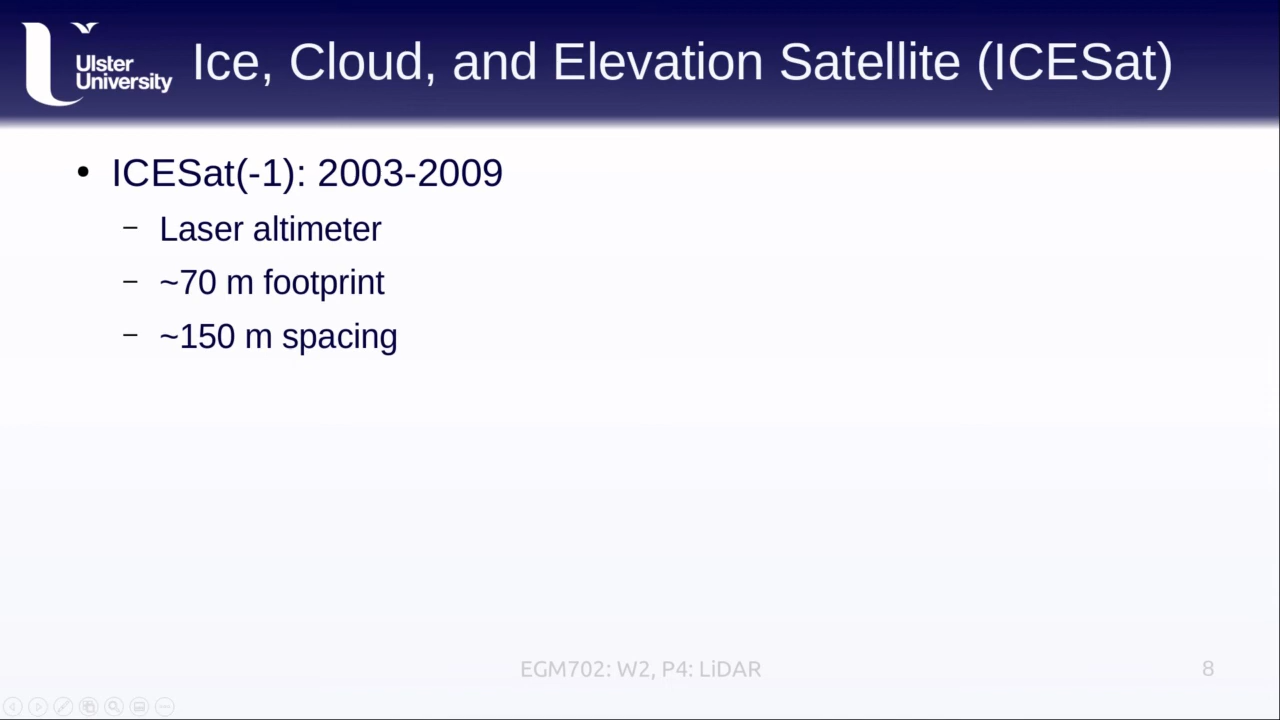 Ulster
University
Ice, Cloud, and Elevation Satellite (ICESat)
• ICESat(-1): 2003-2009
– Laser altimeter
– ~70 m footprint
– ~150 m spacing
EGM702: W2, P4: LiDAR
8